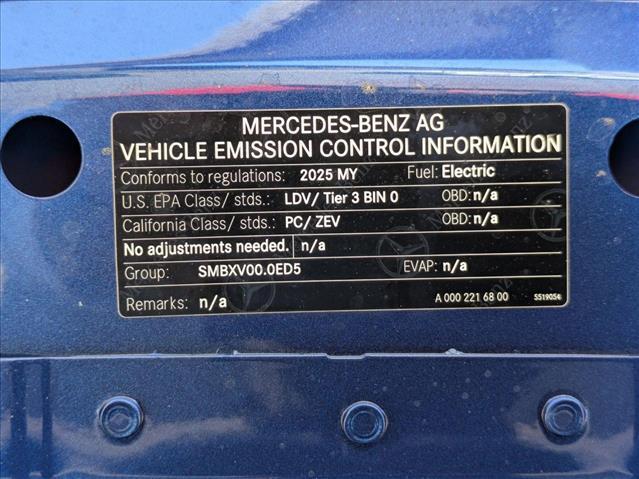 MERCEDES-BENZ AG
VEHICLE EMISSION CONTROL INFORMATION
Conforms to regulations: 2025 MY Fuel: Electric
U.S. EPA Class/ stds.: LDV/ Tier 3 BIN 0 OBD: n/a
California Class/ stds.: PC/ ZEV OBD: n/a
No adjustments needed. n/a
Group: SMBXV00.0ED5 EVAP: n/a
Remarks: n/a A 000 221 68 00